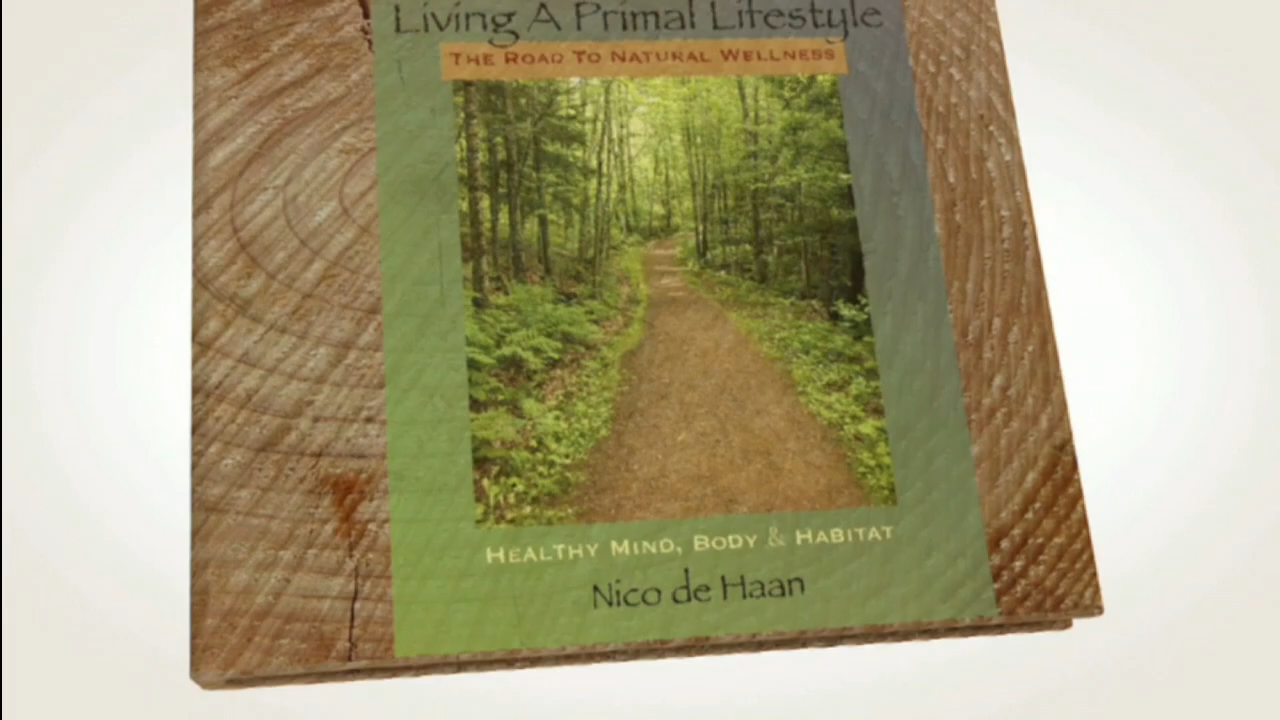 Living A Primal Lifestyle
THE ROAD TO NATURAL WELLNESS
HEALTHY MIND, BODY & HABITAT
Nico de Haan